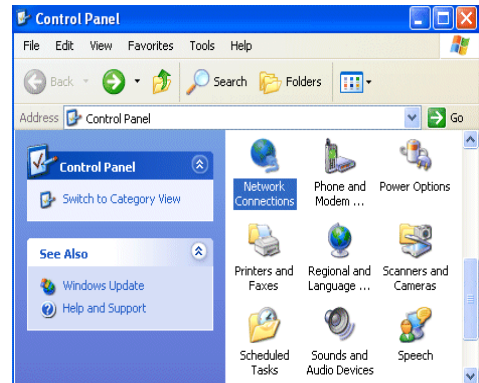 Control Panel
File Edit View Favorites Tools Help
Back Search Folders
Address Control Panel Go
Control Panel
Switch to Category View
See Also
Windows Update
Help and Support
Network Connections
Phone and Modem ...
Power Options
Printers and Faxes
Regional and Language ...
Scanners and Cameras
Scheduled Tasks
Sounds and Audio Devices
Speech